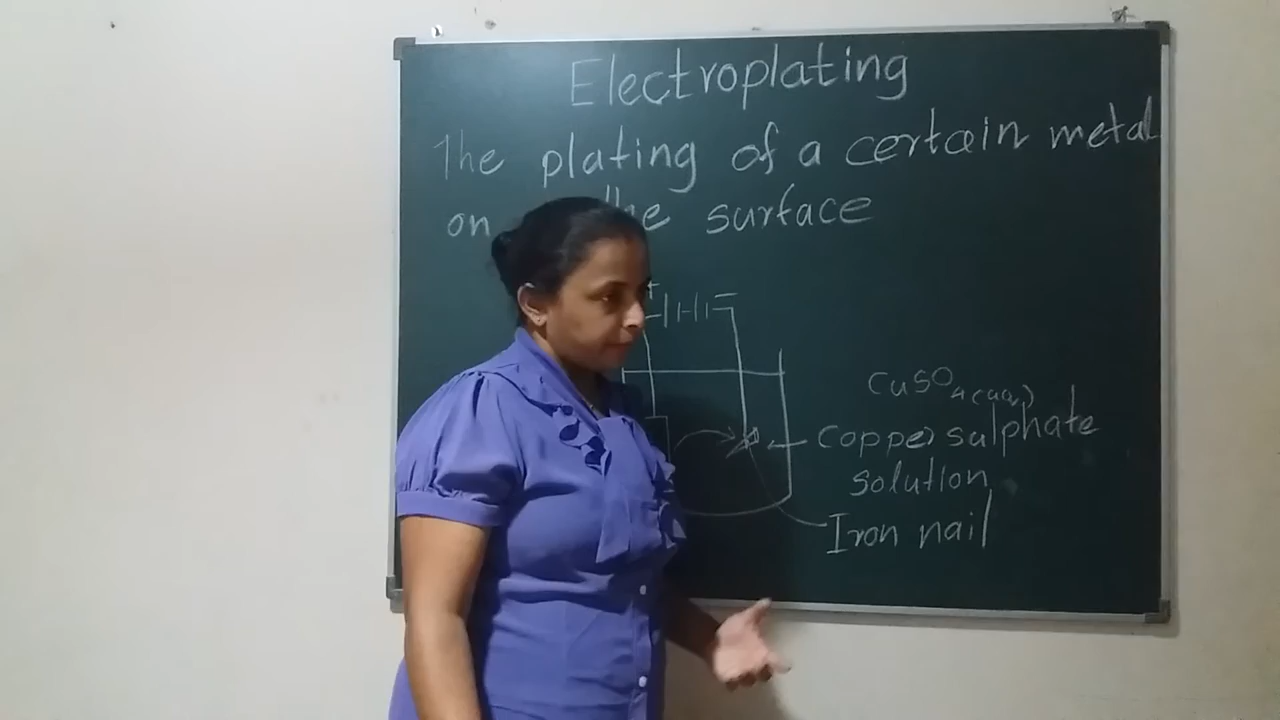 Electroplating
The plating of a certain metal
on the surface
CuSO4(aq)
Copper sulphate
solution
Iron nail